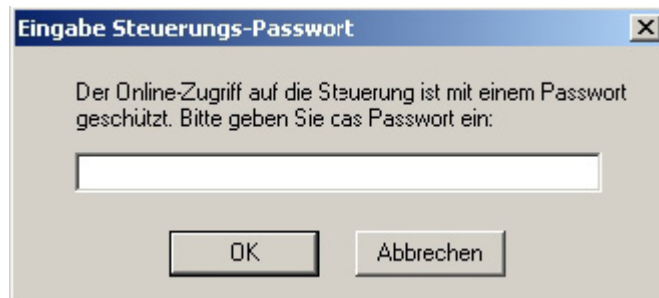 Eingabe Steuerungs-Passwort
Der Online-Zugriff auf die Steuerung ist mit einem Passwort
geschützt. Bitte geben Sie cas Passwort ein:
OK
Abbrechen